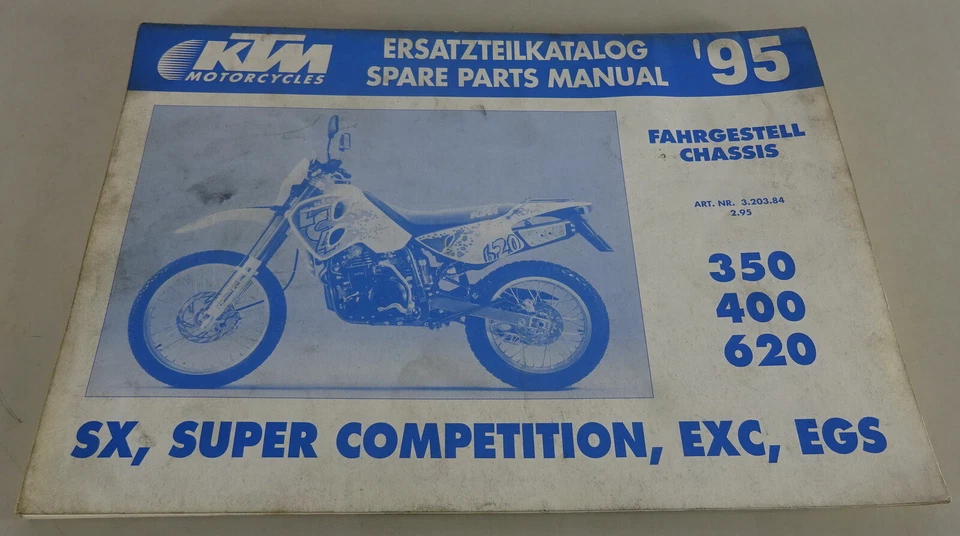 KTM
MOTORCYCLES
ERSATZTEILKATALOG
SPARE PARTS MANUAL
'95
FAHRGESTELL
CHASSIS
ART. NR. 3.203.84
2.95
350
400
620
620
SX, SUPER COMPETITION, EXC, EGS